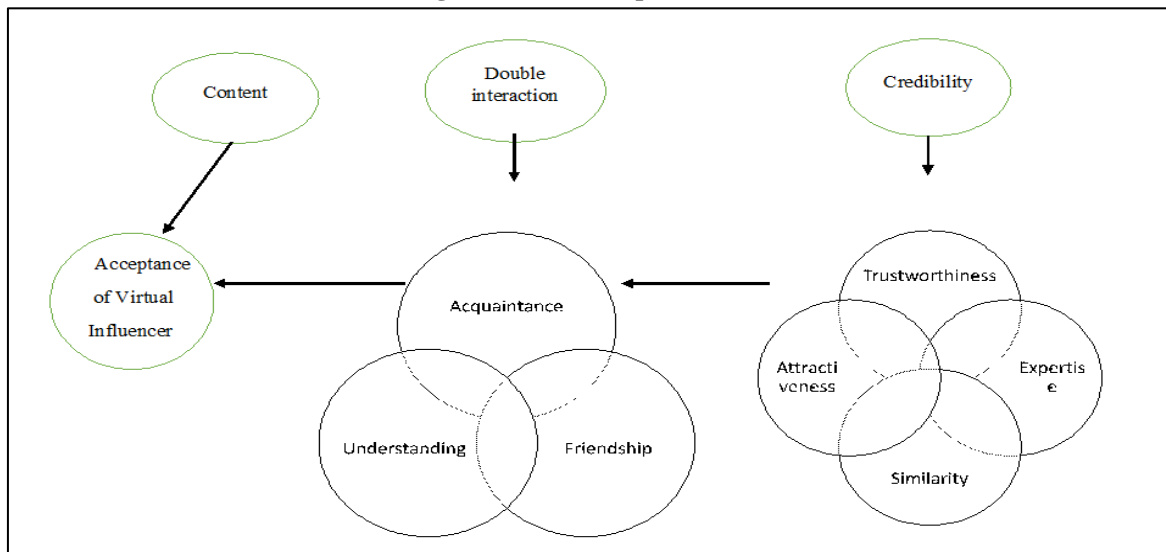 Content
Double
interaction
Credibility
Acceptance
of Virtual
Influencer
Acquaintance
Understanding
Friendship
Trustworthiness
Attracti
veness
Expertis
e
Similarity